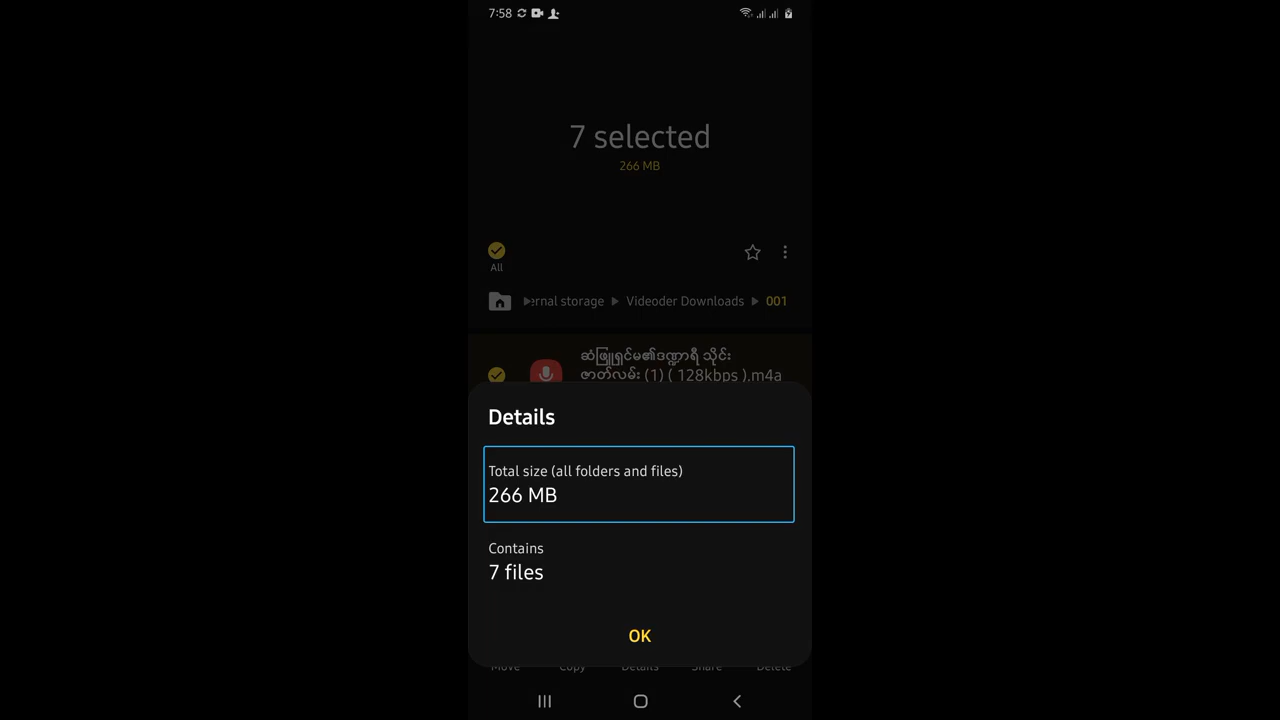 7:58
7 selected
266 MB
All
ernal storage Videoder Downloads 001
ဆံဖြူရှင်မ၏ဒဏ္ဍာရီ သိုင်း
ဇာတ်လမ်း (1) ( 128kbps ).m4a
Details
Total size (all folders and files)
266 MB
Contains
7 files
OK
Move Copy Details Share Delete